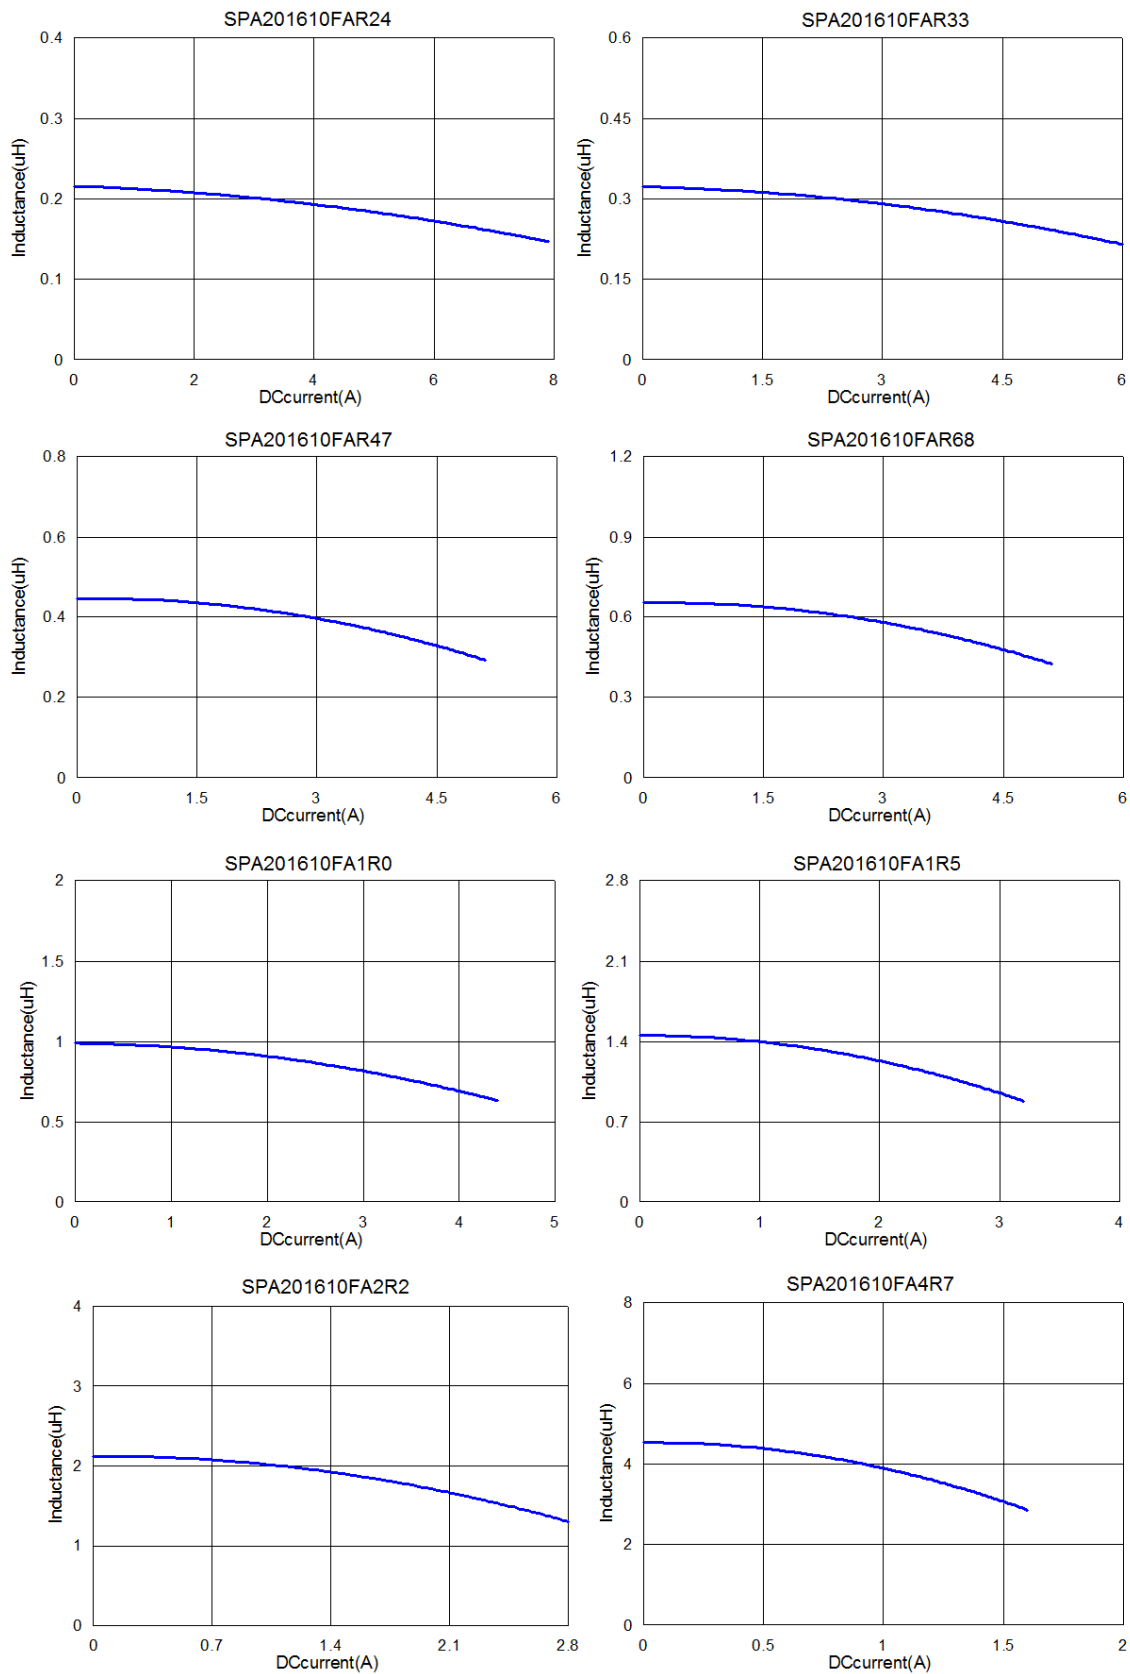 SPA201610FAR24
0.4
0.3
0.2
0.1
0
Inductance(uH)
0 2 4 6 8
DCcurrent(A)
SPA201610FAR33
0.6
0.45
0.3
0.15
0
Inductance(uH)
0 1.5 3 4.5 6
DCcurrent(A)
SPA201610FAR47
0.8
0.6
0.4
0.2
0
Inductance(uH)
0 1.5 3 4.5 6
DCcurrent(A)
SPA201610FAR68
1.2
0.9
0.6
0.3
0
Inductance(uH)
0 1.5 3 4.5 6
DCcurrent(A)
SPA201610FA1R0
2
1.5
1
0.5
0
Inductance(uH)
0 1 2 3 4 5
DCcurrent(A)
SPA201610FA1R5
2.8
2.1
1.4
0.7
0
Inductance(uH)
0 1 2 3 4
DCcurrent(A)
SPA201610FA2R2
4
3
2
1
0
Inductance(uH)
0 0.7 1.4 2.1 2.8
DCcurrent(A)
SPA201610FA4R7
8
6
4
2
0
Inductance(uH)
0 0.5 1 1.5 2
DCcurrent(A)